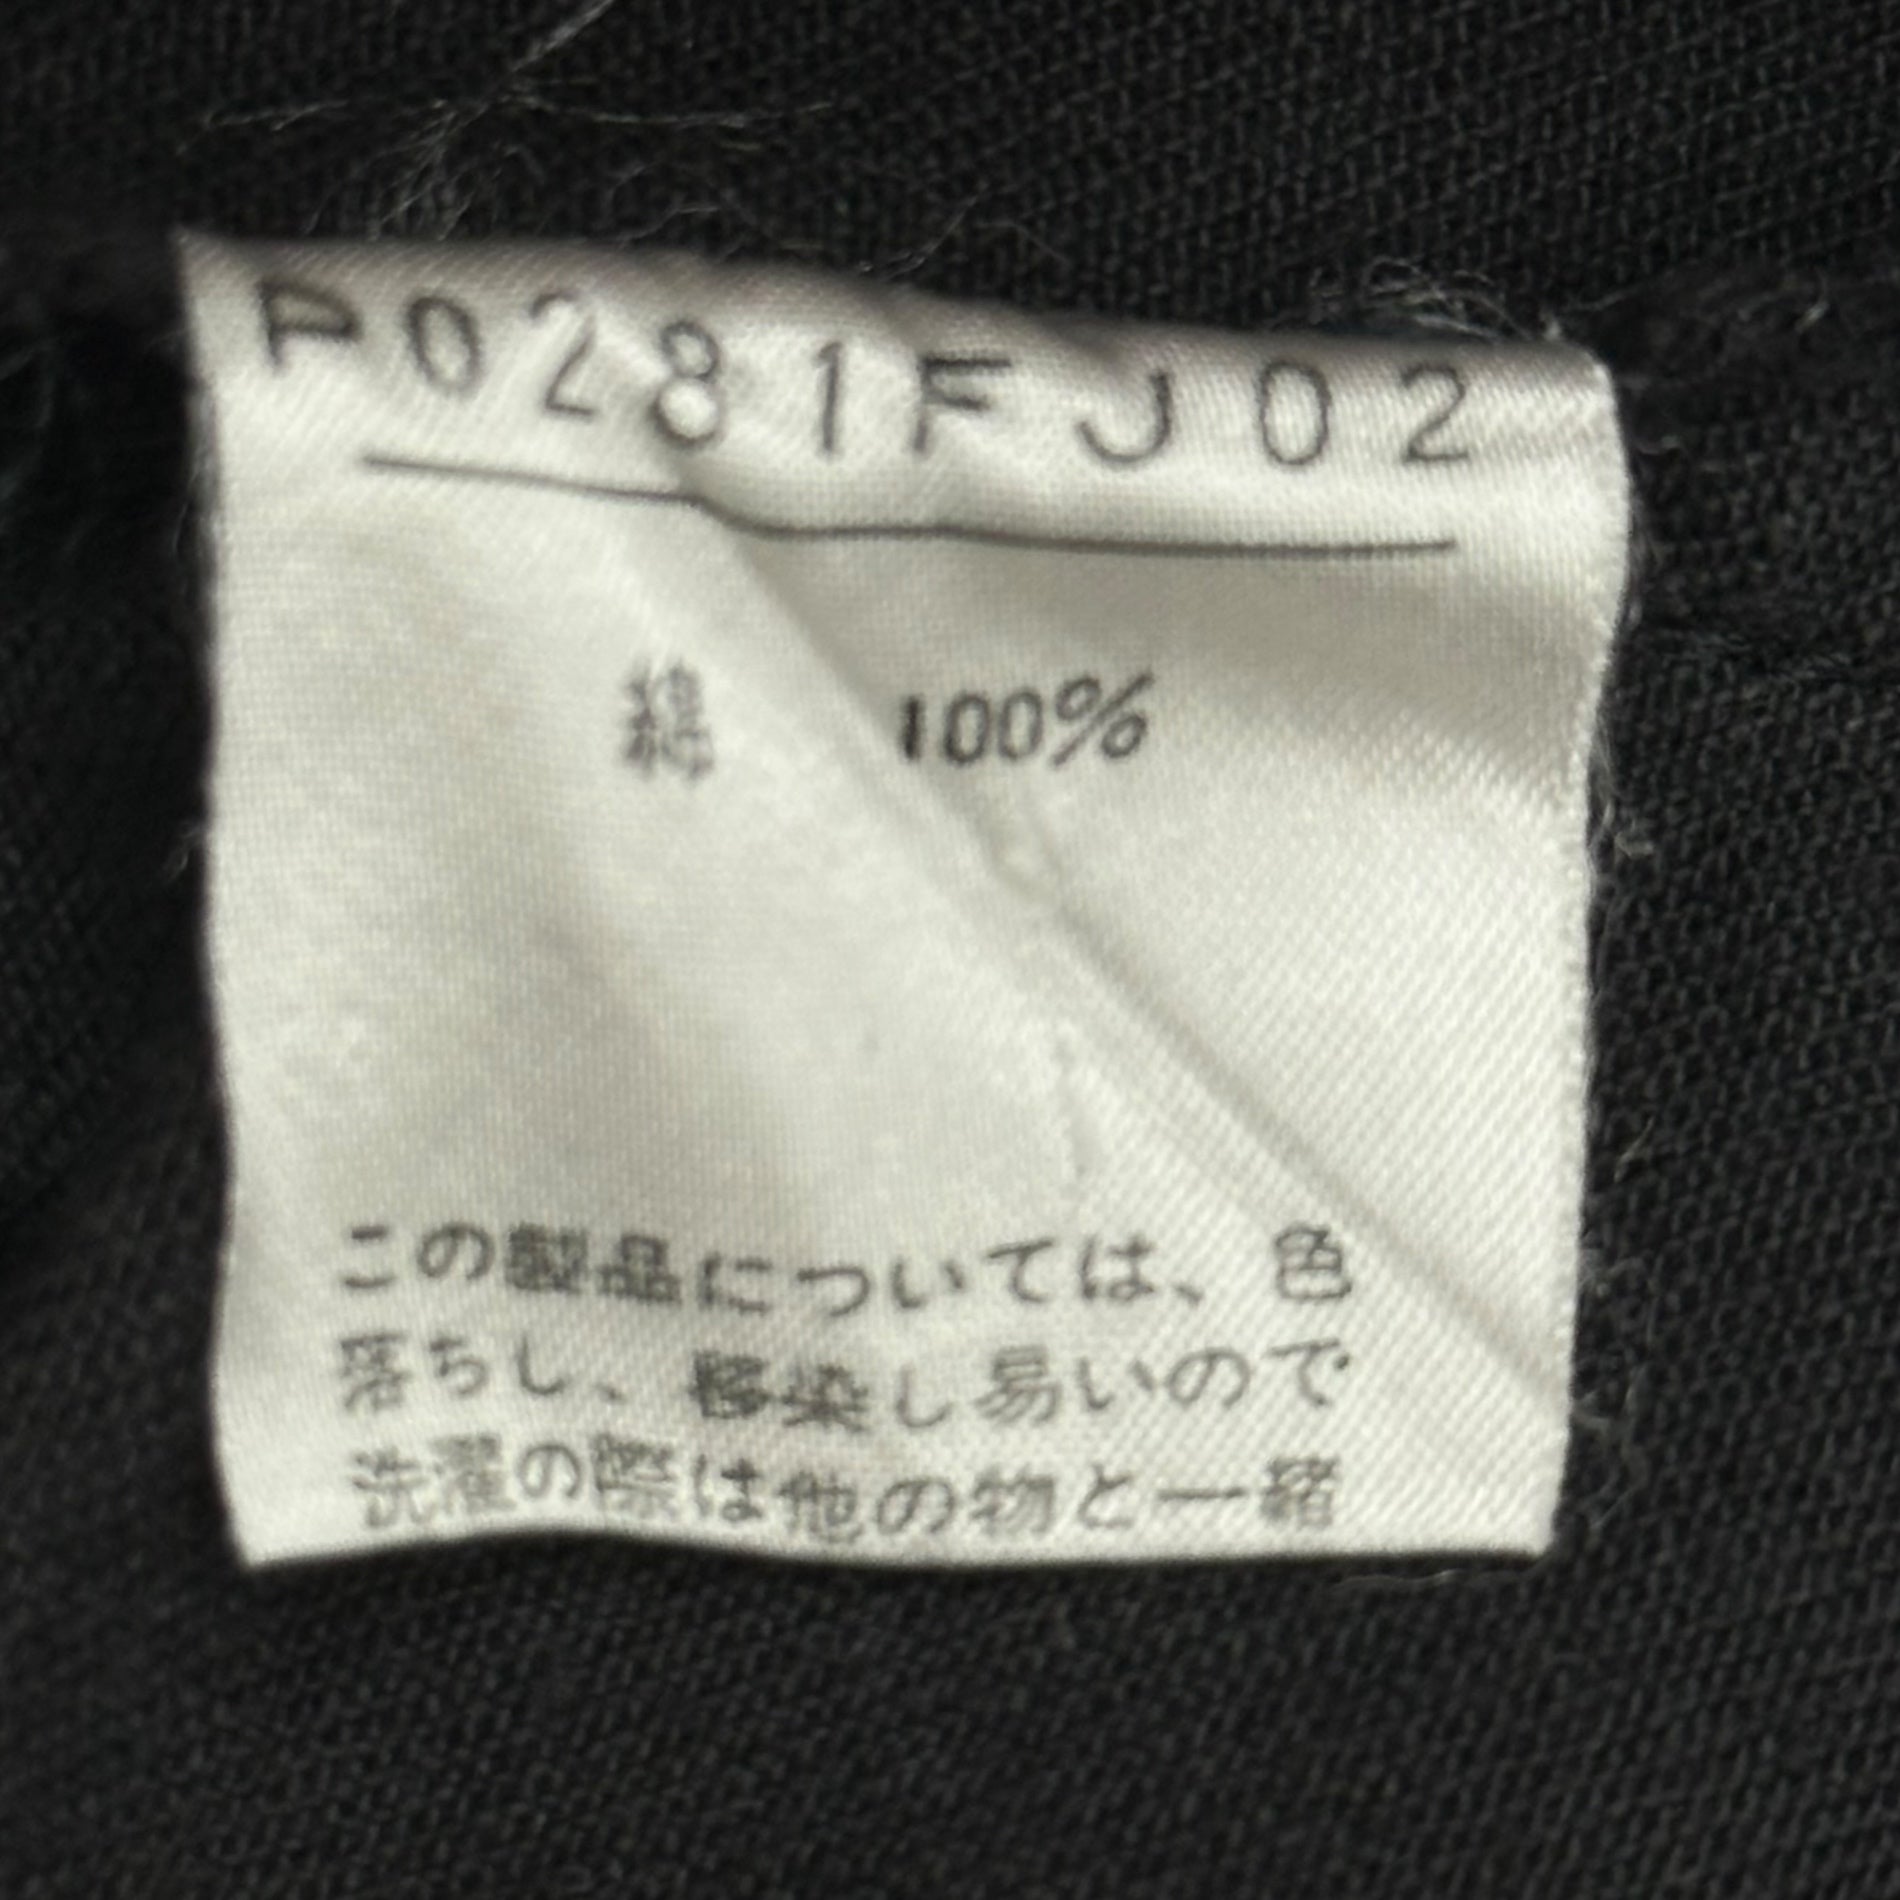 P0281FJ02
綿 100%
この製品については、色
落ちし、移染し易いので
洗濯の際は他の物と一緒